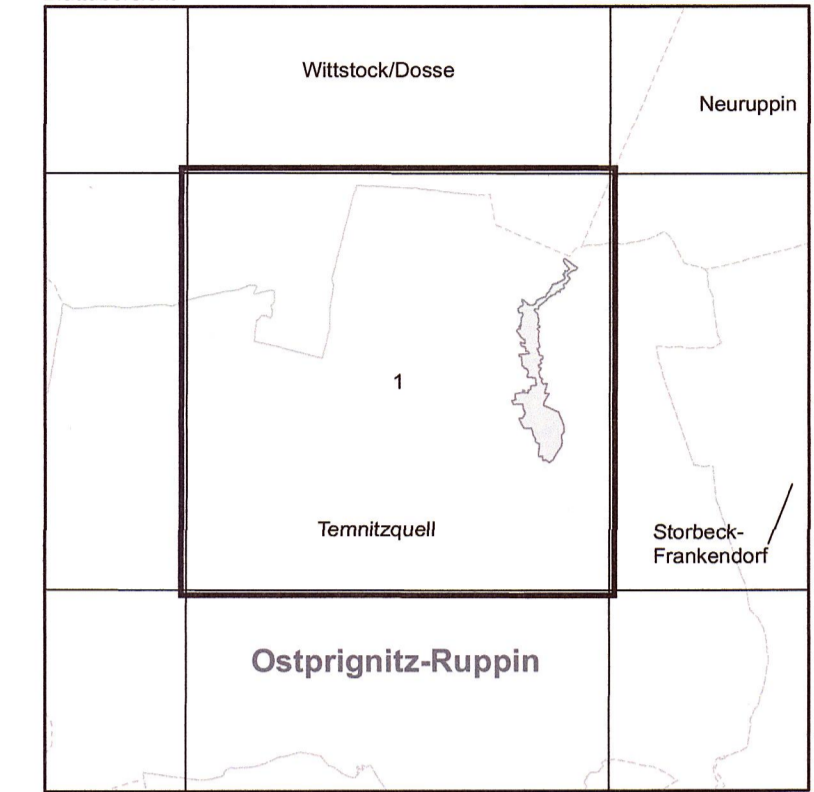 Wittstock/Dosse
Neuruppin
1
Temnitzquell
Storbeck-
Frankendorf
Ostprignitz-Ruppin